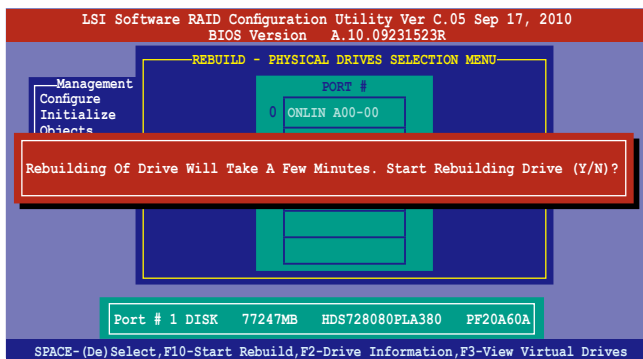 LSI Software RAID Configuration Utility Ver C.05 Sep 17, 2010
BIOS Version A.10.09231523R
REBUILD - PHYSICAL DRIVES SELECTION MENU
Management
Configure
Initialize
Objects
PORT #
0 ONLIN A00-00
Rebuilding Of Drive Will Take A Few Minutes. Start Rebuilding Drive (Y/N)?
Port # 1 DISK 77247MB HDS728080PLA380 PF20A60A
SPACE-(De)Select,F10-Start Rebuild,F2-Drive Information,F3-View Virtual Drives